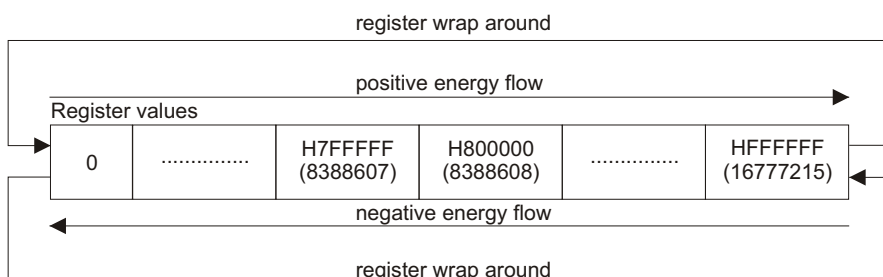 register wrap around
positive energy flow
Register values
0 ............... H7FFFFF (8388607) H800000 (8388608) ............... HFFFFFF (16777215)
negative energy flow
register wrap around